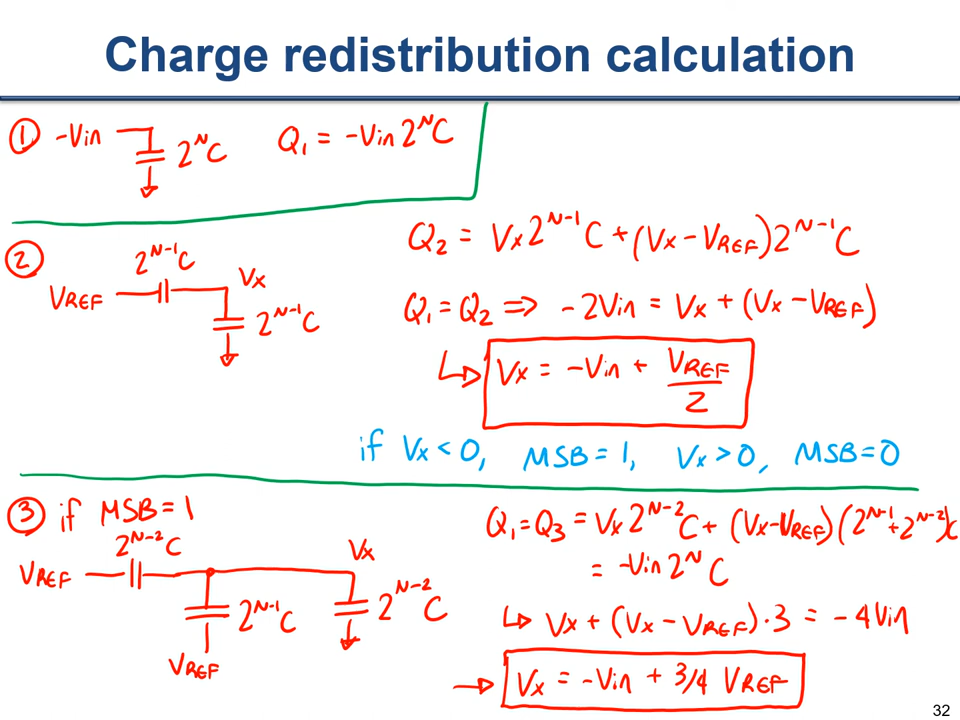 Charge redistribution calculation
① -Vin 2^N C Q₁ = -Vin 2^N C
② 2^{N-1} C
VREF Vx
2^{N-1} C
Q₂ = Vx 2^{N-1} C + (Vx - VREF) 2^{N-1} C
Q₁ = Q₂ ⇒ -2Vin = Vx + (Vx - VREF)
↳ Vx = -Vin + VREF/2
if Vx < 0, MSB = 1, Vx > 0, MSB = 0
③ if MSB = 1
2^{N-2} C
VREF Vx
2^{N-1} C 2^{N-2} C
VREF
Q₁ = Q₃ = Vx 2^{N-2} C + (Vx - VREF) (2^{N-1} + 2^{N-2}) C
= -Vin 2^N C
↳ Vx + (Vx - VREF) · 3 = -4Vin
→ Vx = -Vin + 3/4 VREF
32